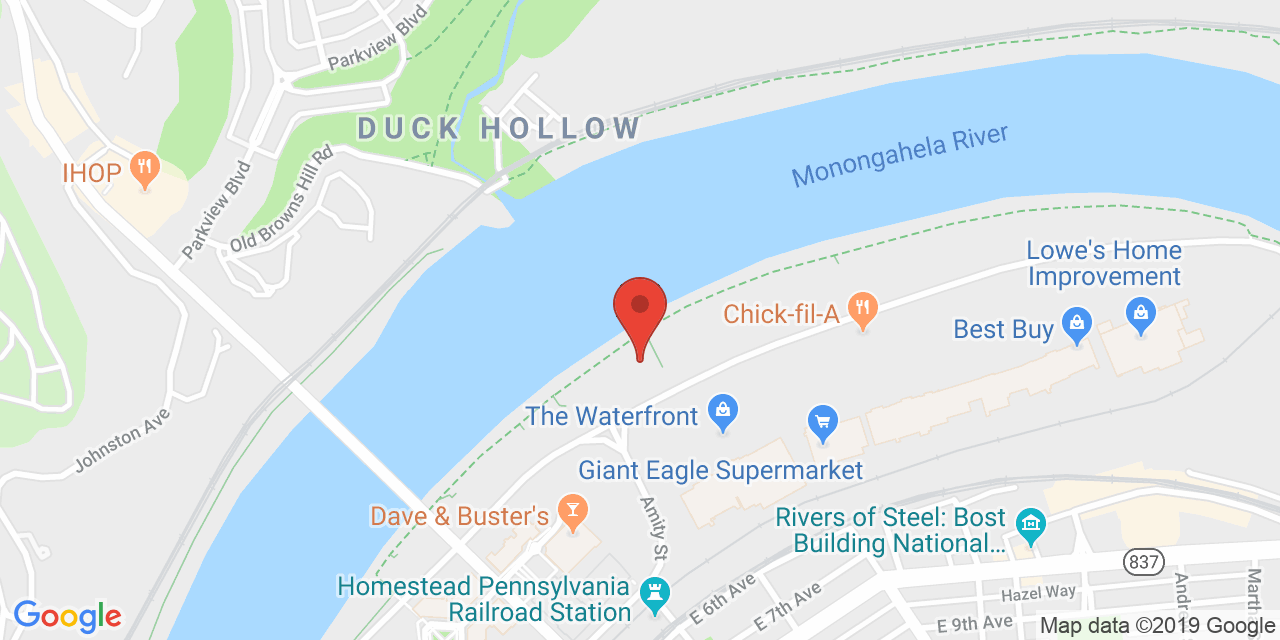 Parkview Blvd
DUCK HOLLOW
Monongahela River
IHOP
Old Browns Hill Rd
Parkview Blvd
Lowe's Home
Improvement
Chick-fil-A
Best Buy
The Waterfront
Johnston Ave
Giant Eagle Supermarket
Amity St
Dave & Buster's
Rivers of Steel: Bost
Building National...
837
Homestead Pennsylvania
Railroad Station
E 6th Ave
E 7th Ave
Hazel Way
Andre
Marth
E 9th Ave
Google
Map data ©2019 Google